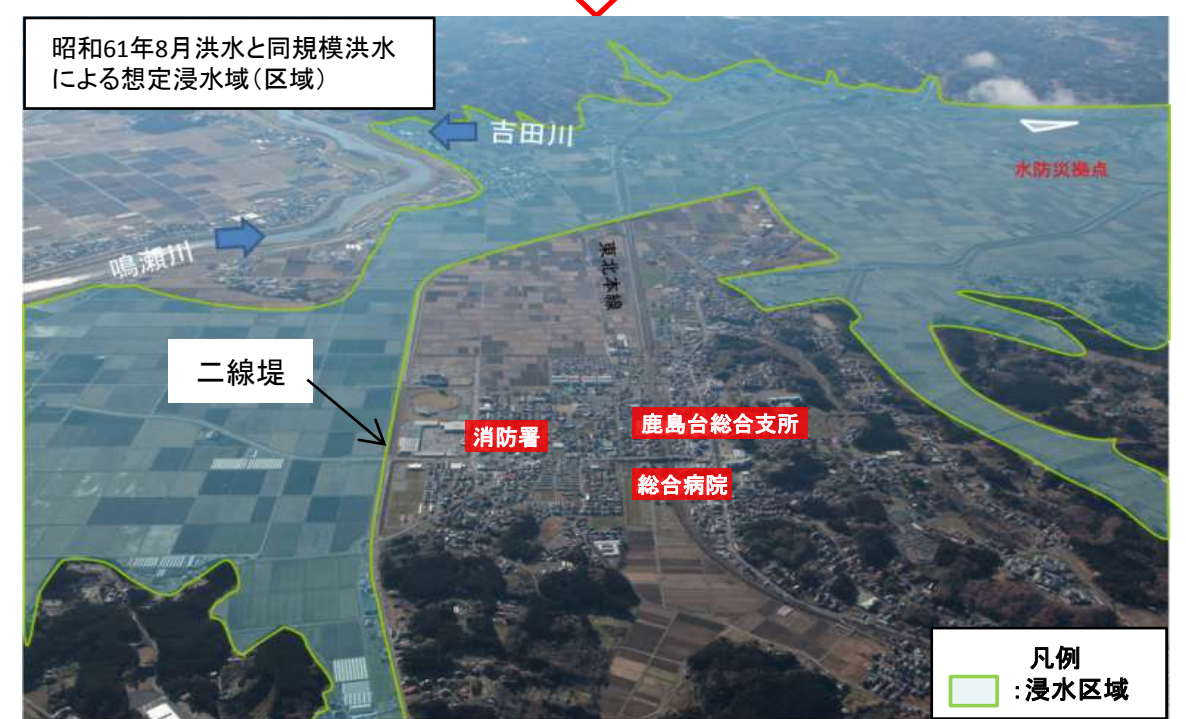 昭和61年8月洪水と同規模洪水
による想定浸水域(区域)
吉田川
水防災拠点
鳴瀬川
東北本線
二線堤
消防署
鹿島台総合支所
総合病院
凡例
:浸水区域